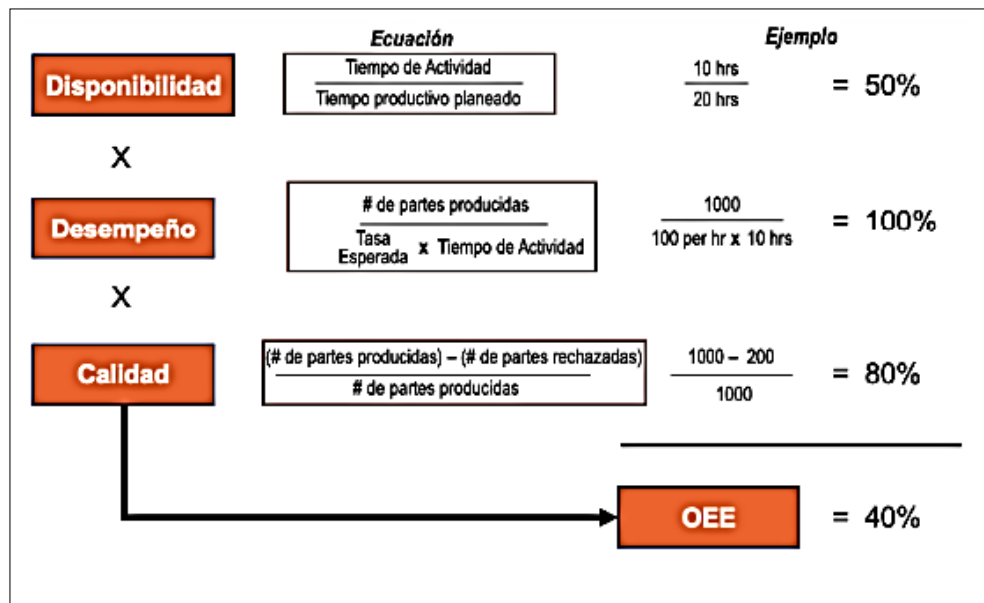 Ecuación
Ejemplo
Disponibilidad
Tiempo de Actividad
Tiempo productivo planeado
10 hrs
20 hrs
= 50%
X
Desempeño
# de partes producidas
Tasa
Esperada x Tiempo de Actividad
1000
100 per hr x 10 hrs
= 100%
X
Calidad
(# de partes producidas) – (# de partes rechazadas)
# de partes producidas
1000 – 200
1000
= 80%
OEE
= 40%